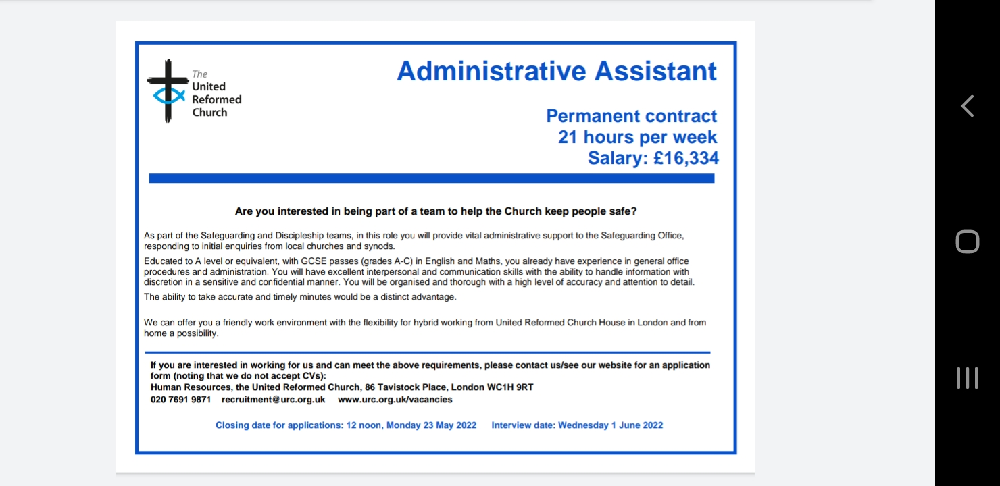 The
United
Reformed
Church
Administrative Assistant
Permanent contract
21 hours per week
Salary: £16,334
Are you interested in being part of a team to help the Church keep people safe?
As part of the Safeguarding and Discipleship teams, in this role you will provide vital administrative support to the Safeguarding Office,
responding to initial enquiries from local churches and synods.
Educated to A level or equivalent, with GCSE passes (grades A-C) in English and Maths, you already have experience in general office
procedures and administration. You will have excellent interpersonal and communication skills with the ability to handle information with
discretion in a sensitive and confidential manner. You will be organised and thorough with a high level of accuracy and attention to detail.
The ability to take accurate and timely minutes would be a distinct advantage.
We can offer you a friendly work environment with the flexibility for hybrid working from United Reformed Church House in London and from
home a possibility.
If you are interested in working for us and can meet the above requirements, please contact us/see our website for an application
form (noting that we do not accept CVs):
Human Resources, the United Reformed Church, 86 Tavistock Place, London WC1H 9RT
020 7691 9871 recruitment@urc.org.uk www.urc.org.uk/vacancies
Closing date for applications: 12 noon, Monday 23 May 2022 Interview date: Wednesday 1 June 2022